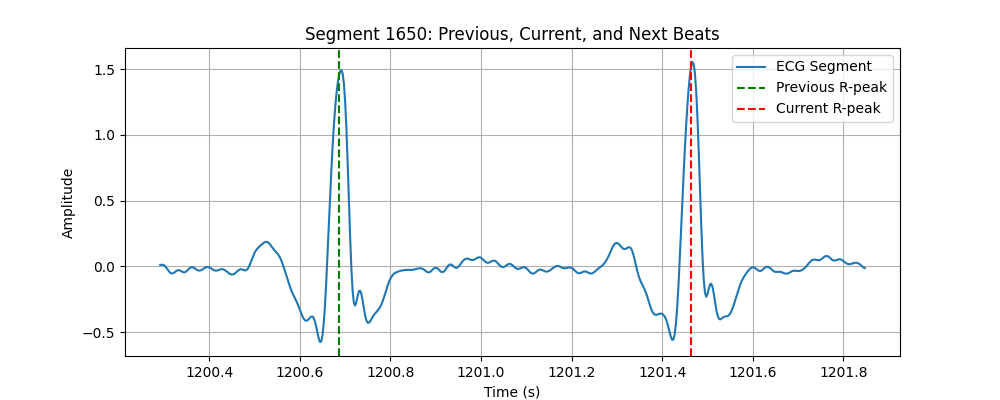 Segment 1650: Previous, Current, and Next Beats
ECG Segment
Previous R-peak
Current R-peak
Amplitude
1.5
1.0
0.5
0.0
−0.5
1200.4 1200.6 1200.8 1201.0 1201.2 1201.4 1201.6 1201.8
Time (s)